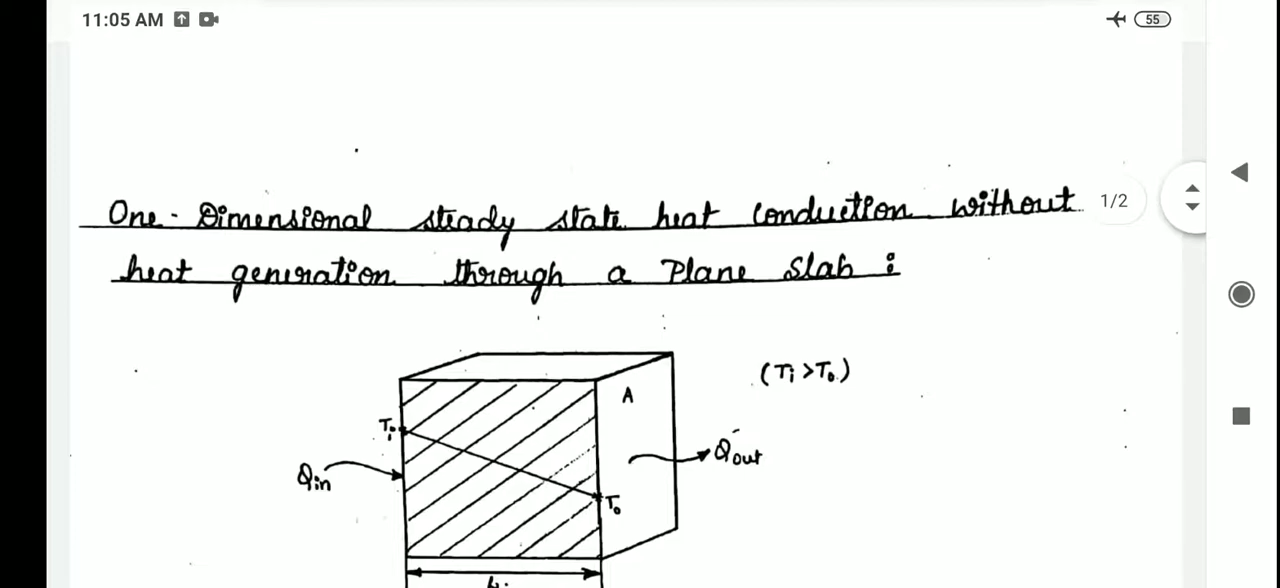 11:05 AM
55
One-Dimensional steady state heat conduction without
1/2
heat generation through a Plane Slab :
(Ti > To)
A
Ti
Qout
Qin
To